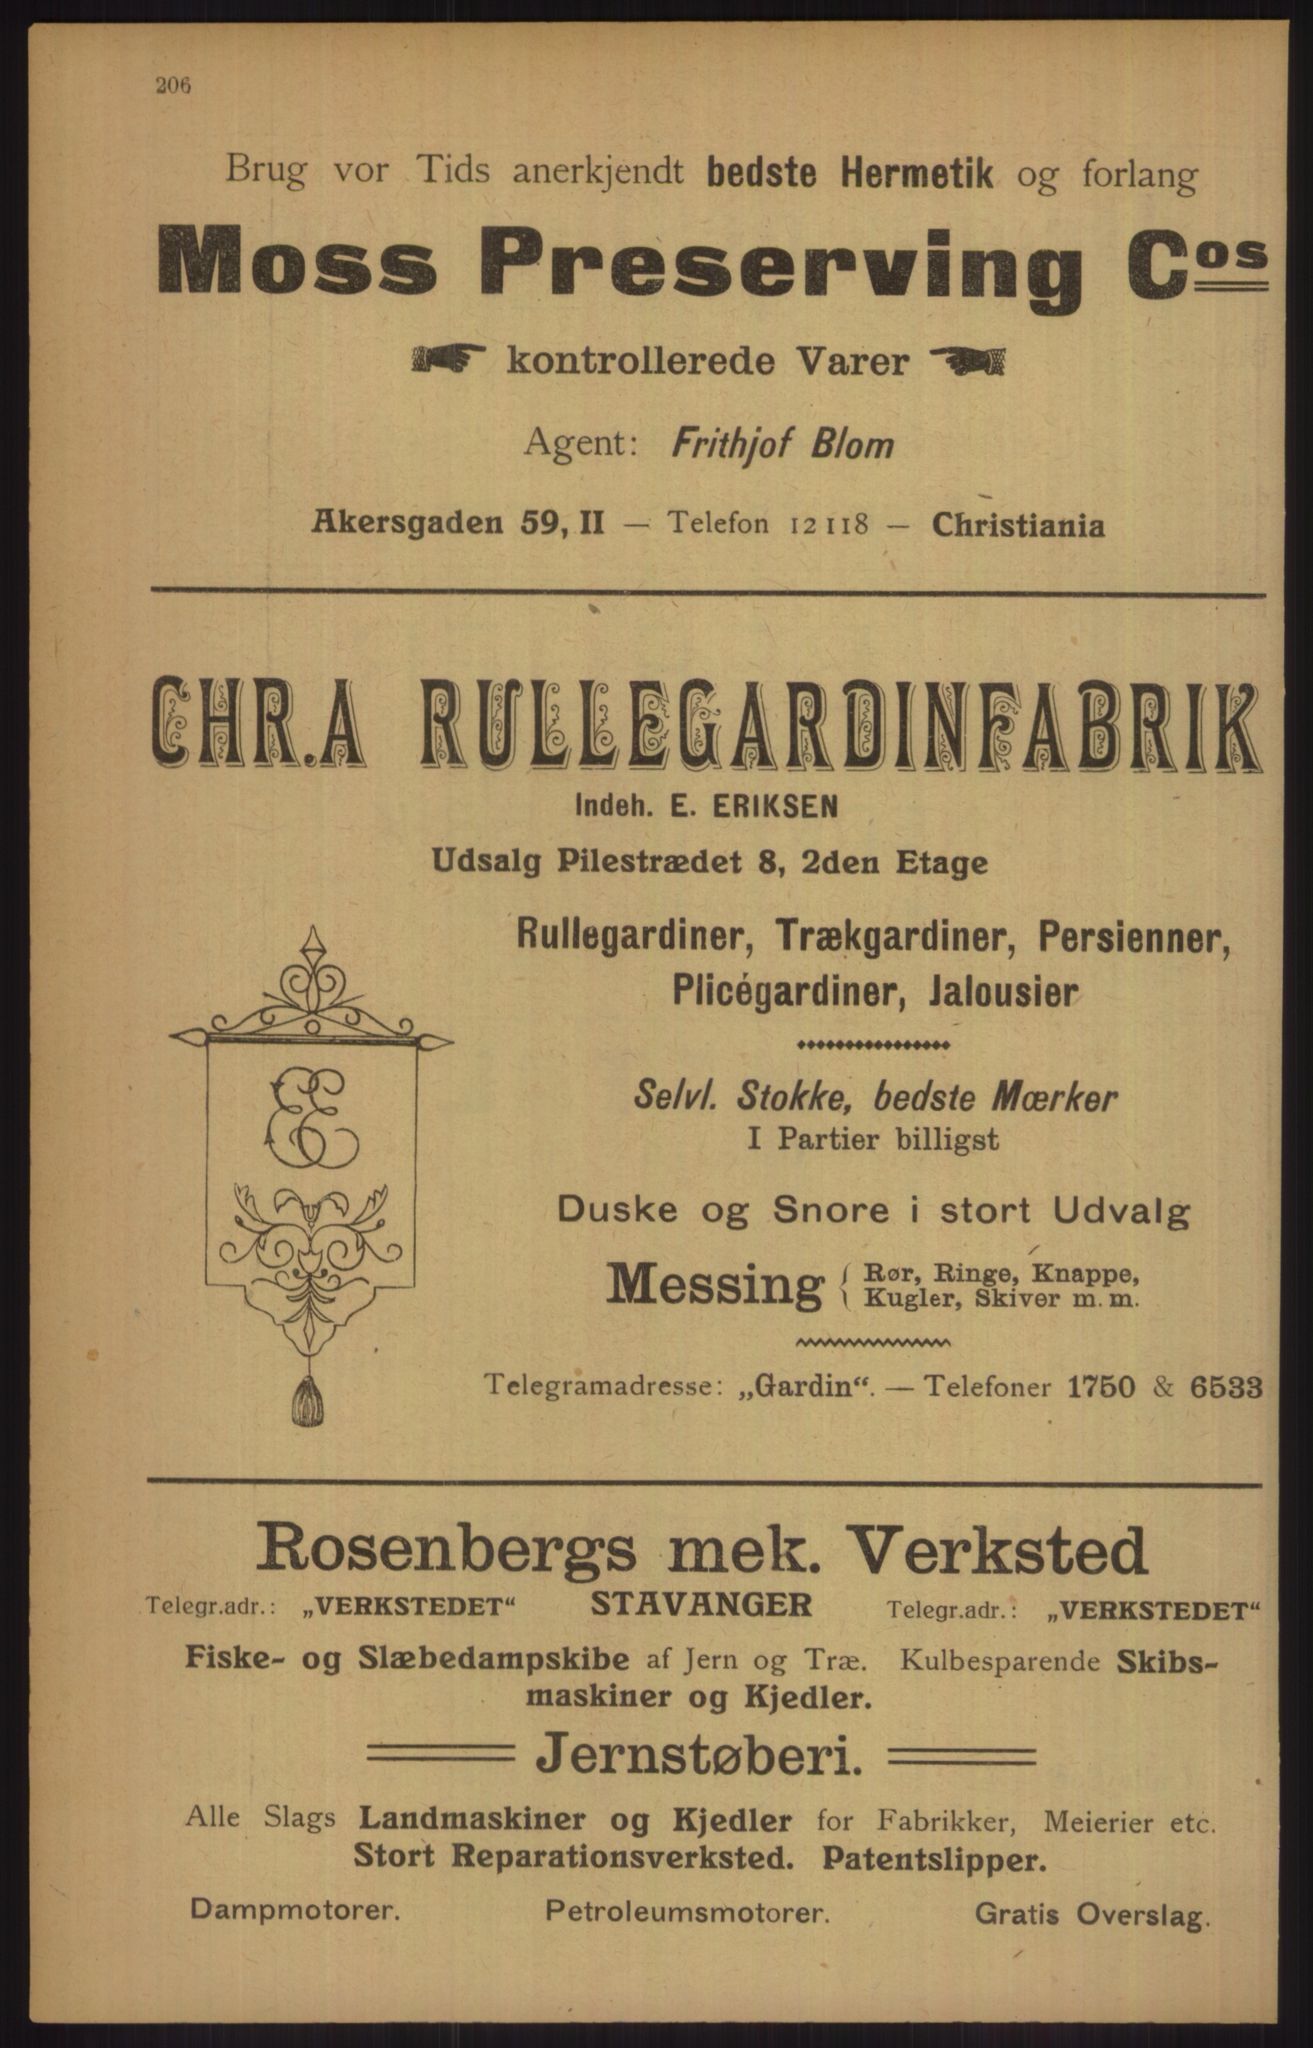 206
Brug vor Tids anerkjendt bedste Hermetik og forlang
Moss Preserving Cos
kontrollerede Varer
Agent: Frithjof Blom
Akersgaden 59, II — Telefon 12118 — Christiania
CHR.A RULLEGARDINFABRIK
Indeh. E. ERIKSEN
Udsalg Pilestrædet 8, 2den Etage
Rullegardiner, Trækgardiner, Persienner,
Plicégardiner, Jalousier
EE
Selvl. Stokke, bedste Mærker
I Partier billigst
Duske og Snore i stort Udvalg
Messing { Rør, Ringe, Knappe,
Kugler, Skiver m. m.
Telegramadresse: „Gardin“. — Telefoner 1750 & 6533
Rosenbergs mek. Verksted
Telegr.adr.: „VERKSTEDET“ STAVANGER Telegr.adr.: „VERKSTEDET“
Fiske- og Slæbedampskibe af Jern og Træ. Kulbesparende Skibs-
maskiner og Kjedler.
Jernstøberi.
Alle Slags Landmaskiner og Kjedler for Fabrikker, Meierier etc.
Stort Reparationsverksted. Patentslipper.
Dampmotorer. Petroleumsmotorer. Gratis Overslag.